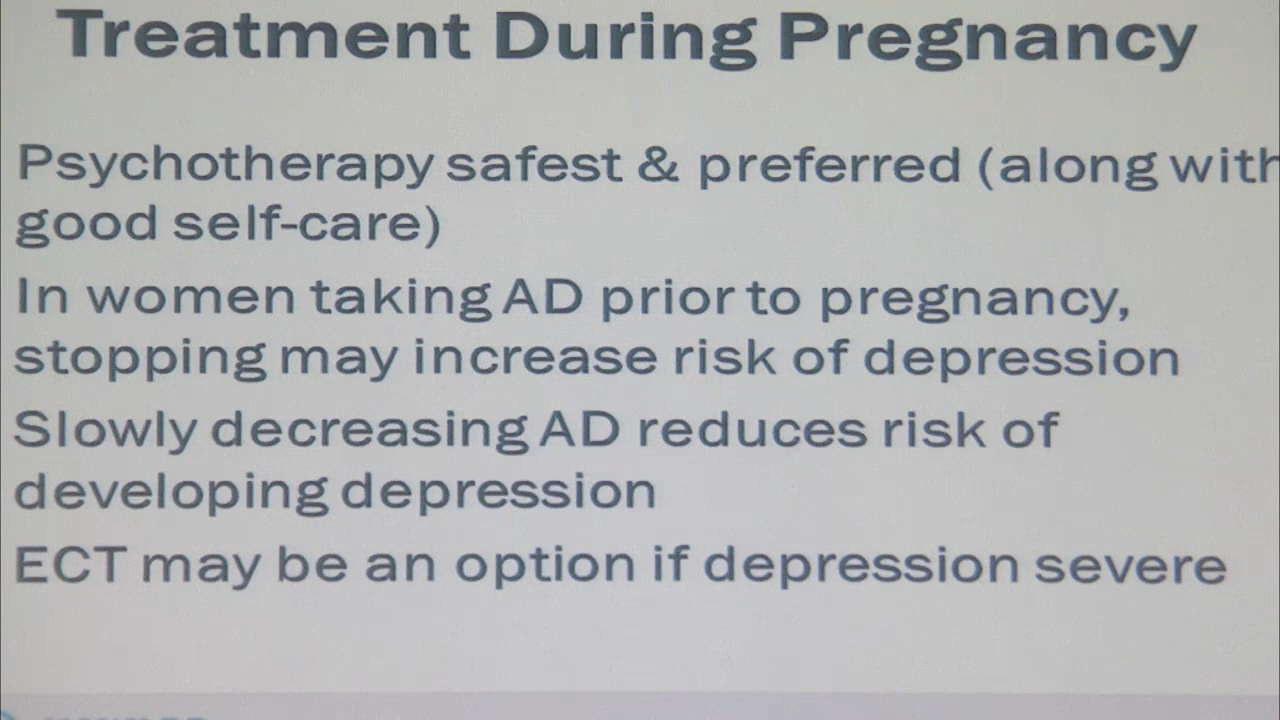 Treatment During Pregnancy
Psychotherapy safest & preferred (along with
good self-care)
In women taking AD prior to pregnancy,
stopping may increase risk of depression
Slowly decreasing AD reduces risk of
developing depression
ECT may be an option if depression severe